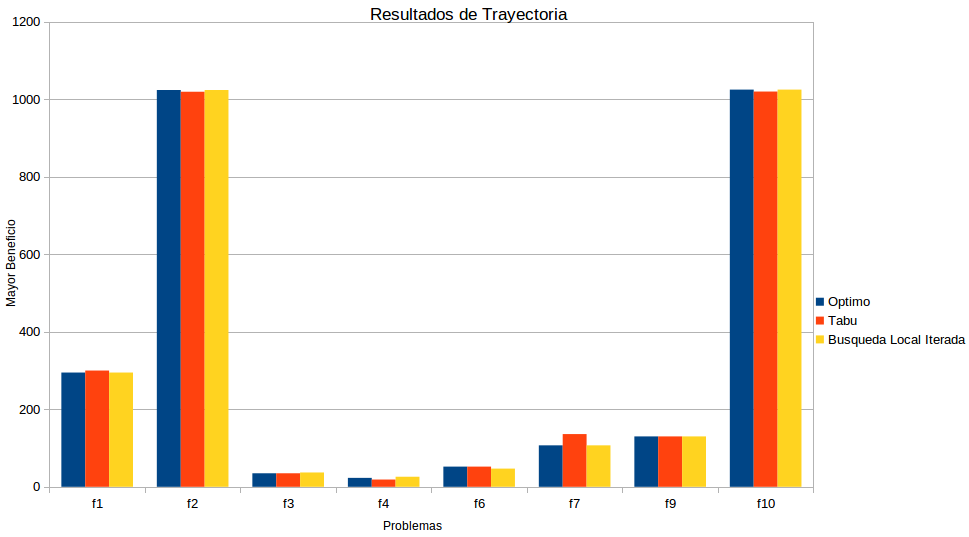 Resultados de Trayectoria
1200
1000
800
600
400
200
0
Mayor Beneficio
f1 f2 f3 f4 f6 f7 f9 f10
Problemas
Optimo
Tabu
Busqueda Local Iterada